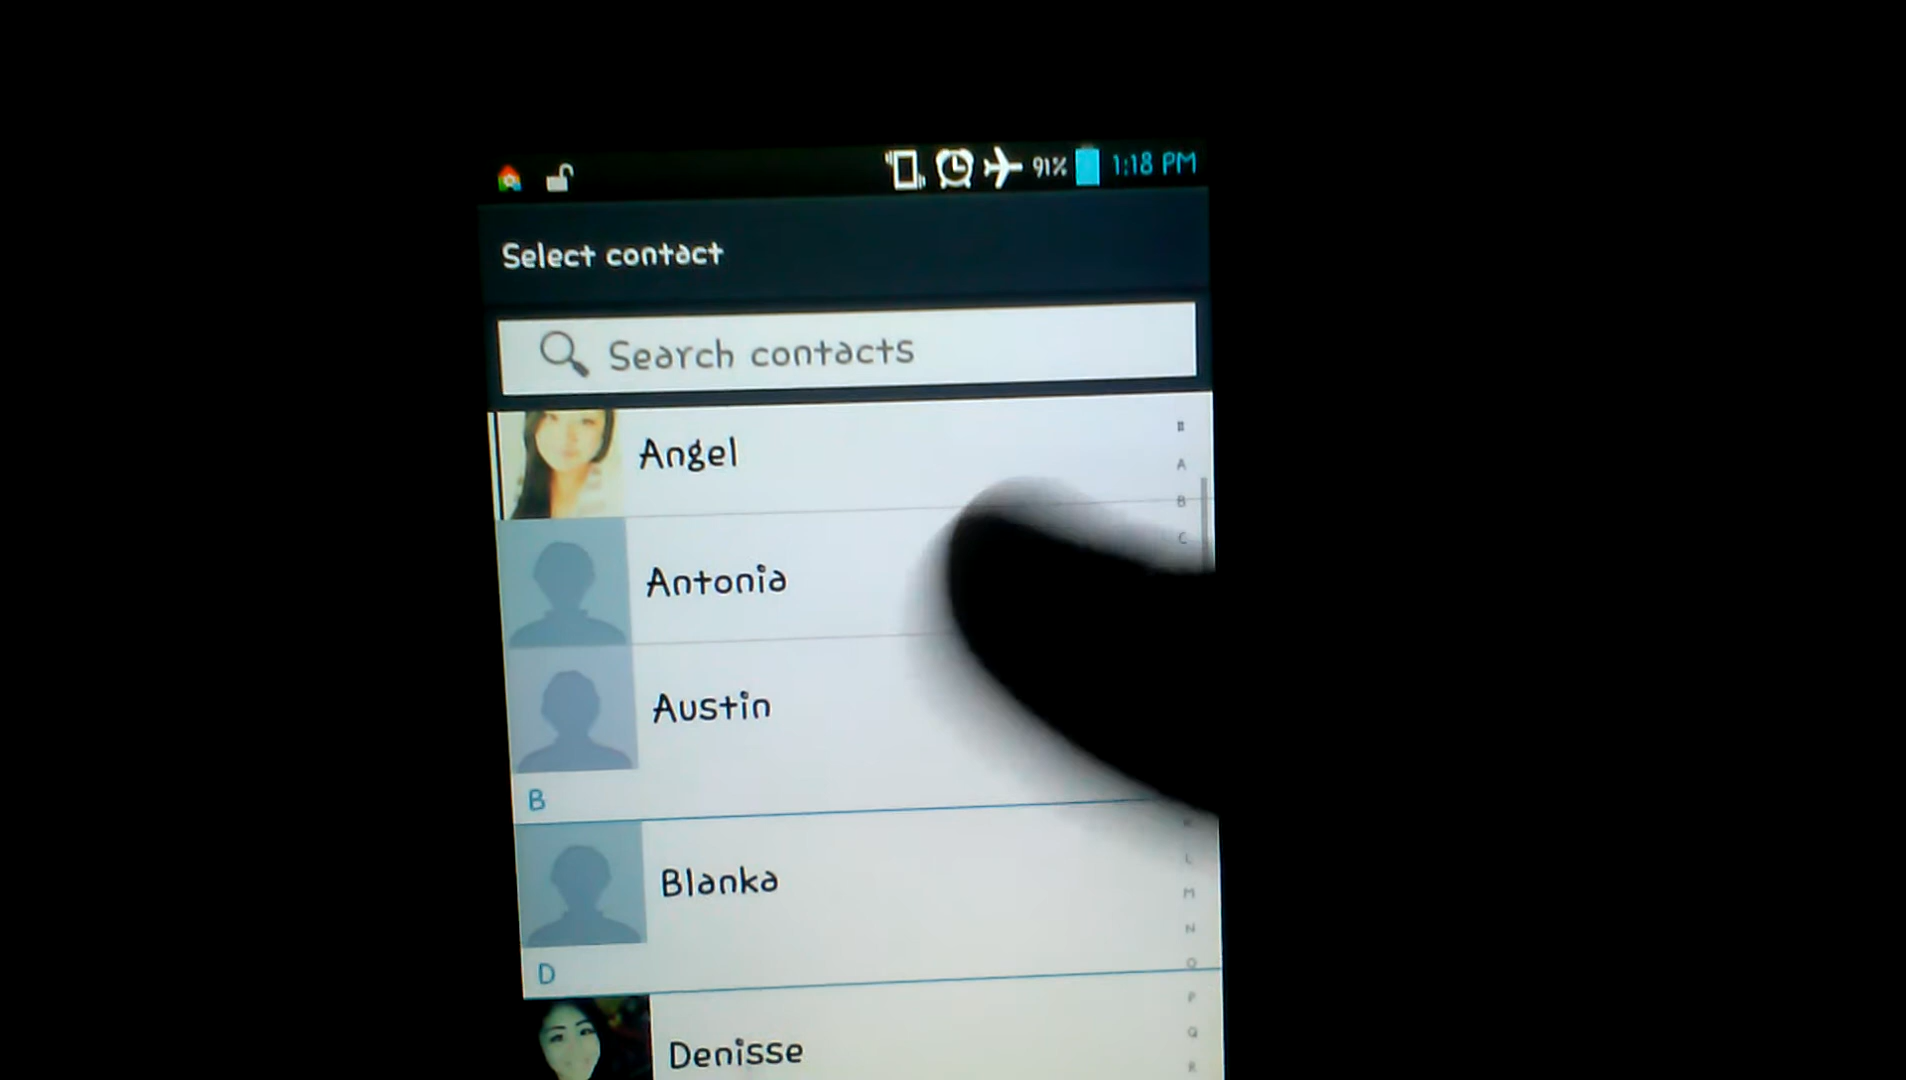 91% 1:18 PM
Select contact
Search contacts
Angel
#
A
B
Antonia
C
Austin
B
K
L
Blanka
M
N
O
D
P
Q
R
Denisse